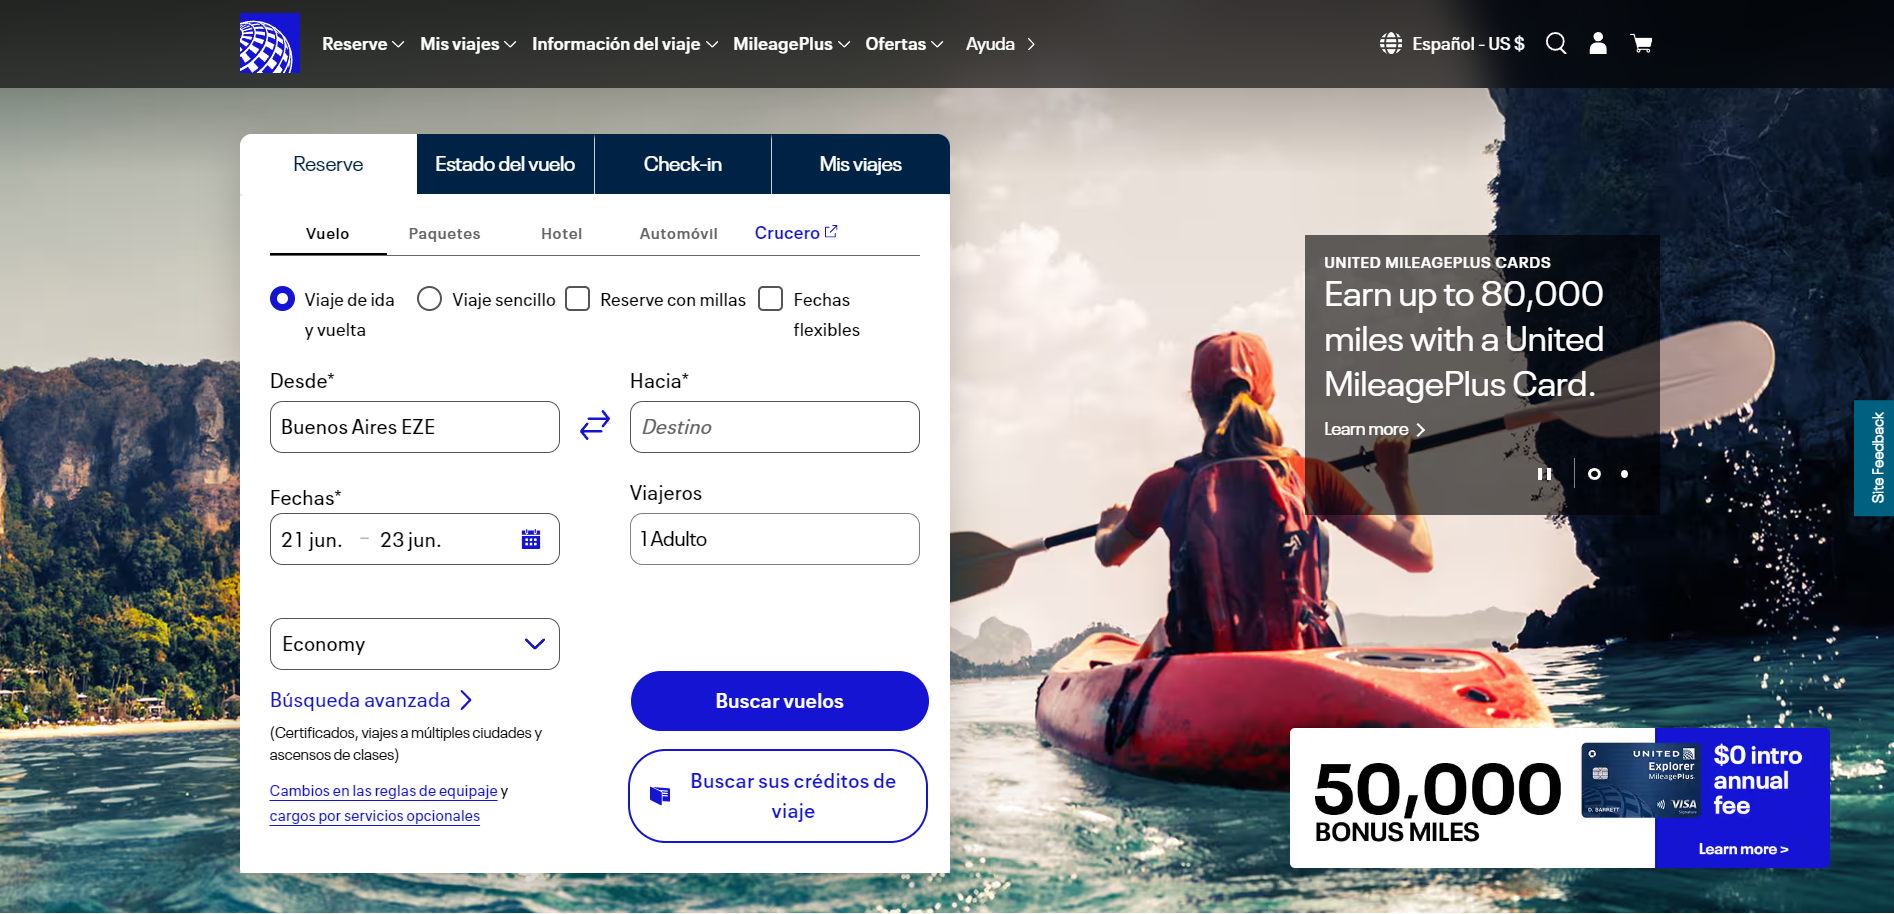 Reserve
Mis viajes
Información del viaje
MileagePlus
Ofertas
Ayuda
Español - US $
Reserve
Estado del vuelo
Check-in
Mis viajes
Vuelo
Paquetes
Hotel
Automóvil
Crucero
Viaje de ida
y vuelta
Viaje sencillo
Reserve con millas
Fechas
flexibles
Desde*
Buenos Aires EZE
Hacia*
Destino
Fechas*
21 jun. – 23 jun.
Viajeros
1 Adulto
Economy
Búsqueda avanzada
(Certificados, viajes a múltiples ciudades y
ascensos de clases)
Cambios en las reglas de equipaje y
cargos por servicios opcionales
Buscar vuelos
Buscar sus créditos de
viaje
UNITED MILEAGEPLUS CARDS
Earn up to 80,000
miles with a United
MileagePlus Card.
Learn more
Site Feedback
50,000
BONUS MILES
UNITED
Explorer
MileagePlus
D. BARRETT
VISA
Signature
$0 intro
annual
fee
Learn more >